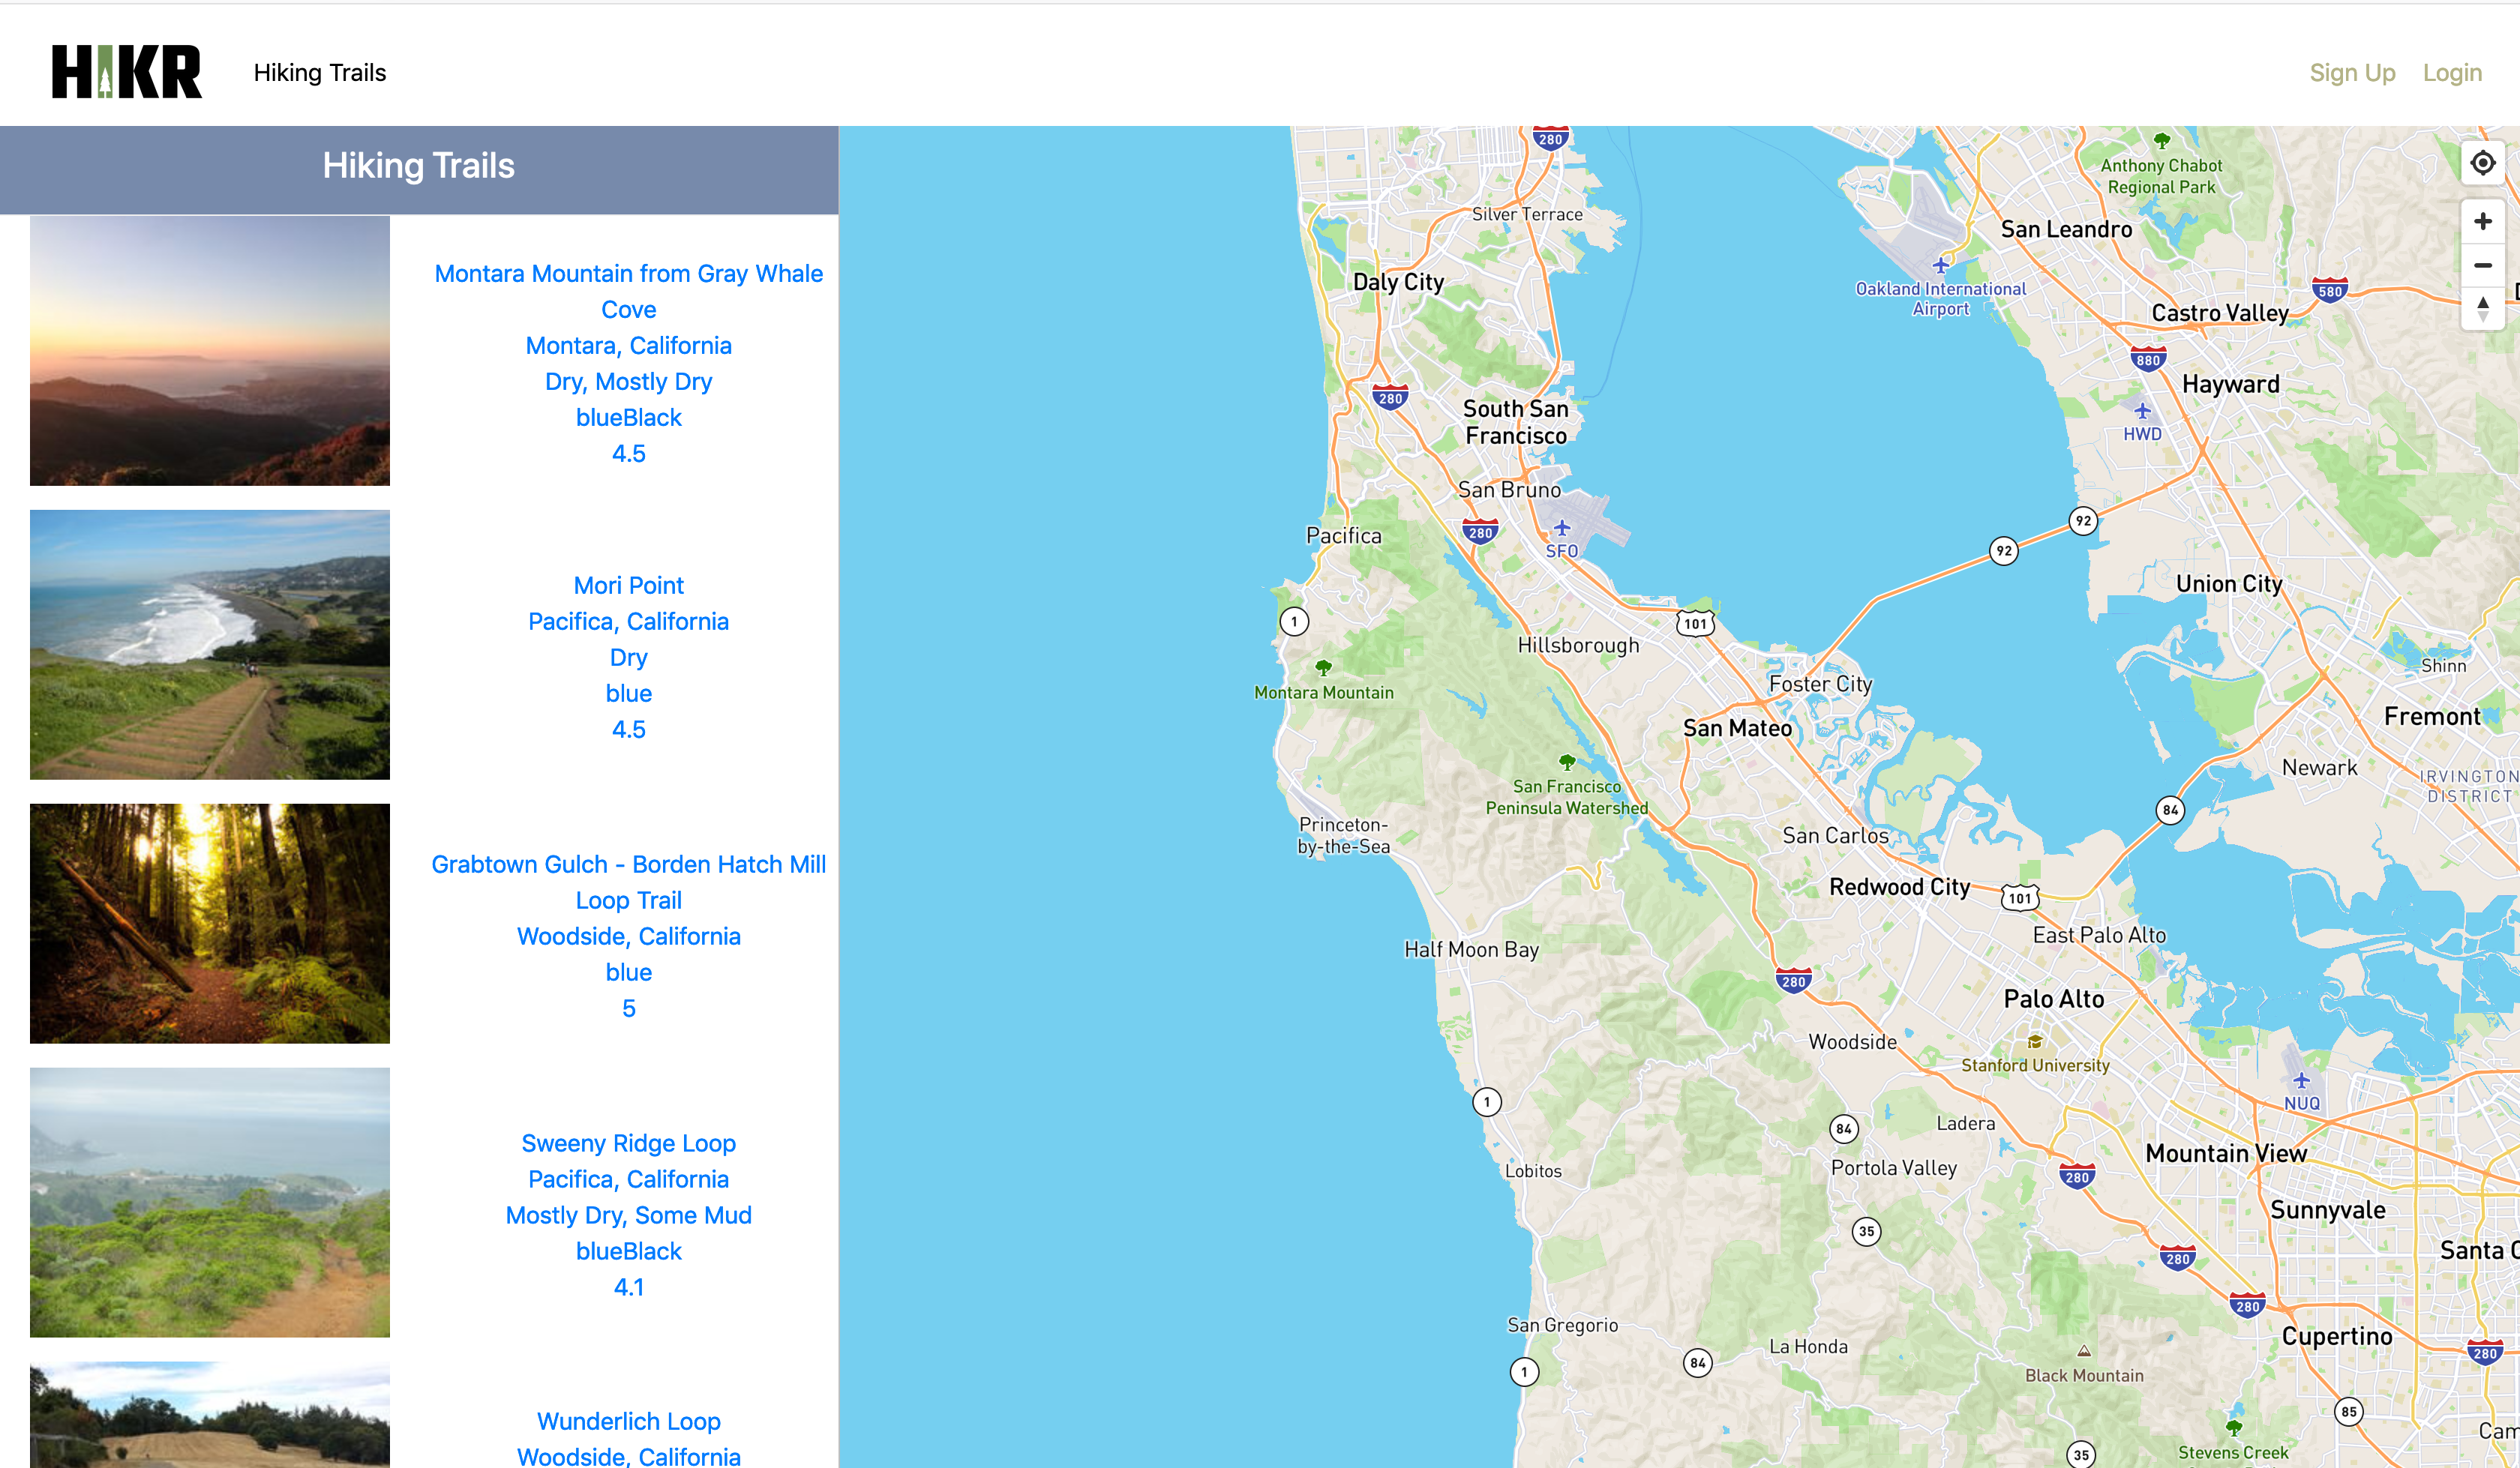 HIKR
Hiking Trails
Sign Up
Login
Hiking Trails
Montara Mountain from Gray Whale
Cove
Montara, California
Dry, Mostly Dry
blueBlack
4.5
Mori Point
Pacifica, California
Dry
blue
4.5
Grabtown Gulch - Borden Hatch Mill
Loop Trail
Woodside, California
blue
5
Sweeny Ridge Loop
Pacifica, California
Mostly Dry, Some Mud
blueBlack
4.1
Wunderlich Loop
Woodside, California
280
Anthony Chabot
Regional Park
Silver Terrace
San Leandro
Daly City
Oakland International
Airport
580
Castro Valley
880
Hayward
280
South San
Francisco
HWD
San Bruno
280
SFO
Pacifica
92
92
Union City
1
101
Hillsborough
Shinn
Montara Mountain
Foster City
San Mateo
Fremont
Newark
IRVINGTON
DISTRICT
San Francisco
Peninsula Watershed
84
Princeton-
by-the-Sea
San Carlos
Redwood City
101
East Palo Alto
Half Moon Bay
280
Palo Alto
Woodside
Stanford University
1
NUQ
84
Ladera
Mountain View
Lobitos
Portola Valley
280
Sunnyvale
35
Santa C
280
280
San Gregorio
Cupertino
La Honda
84
280
1
Black Mountain
85
Cam
Stevens Creek
35